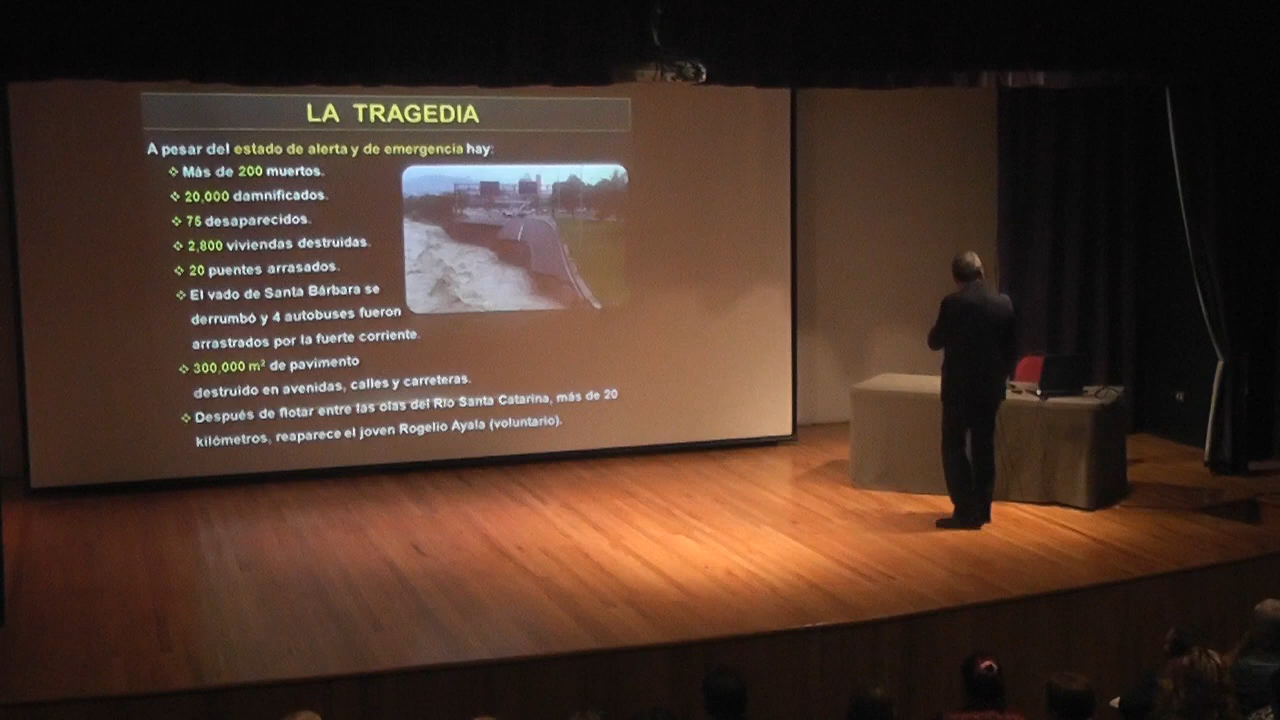 LA TRAGEDIA
A pesar del estado de alerta y de emergencia hay:
Más de 200 muertos.
20,000 damnificados.
75 desaparecidos.
2,800 viviendas destruidas.
20 puentes arrasados.
El vado de Santa Bárbara se
derrumbó y 4 autobuses fueron
arrastrados por la fuerte corriente.
300,000 m² de pavimento
destruido en avenidas, calles y carreteras.
Después de flotar entre las olas del Río Santa Catarina, más de 20
kilómetros, reaparece el joven Rogelio Ayala (voluntario).